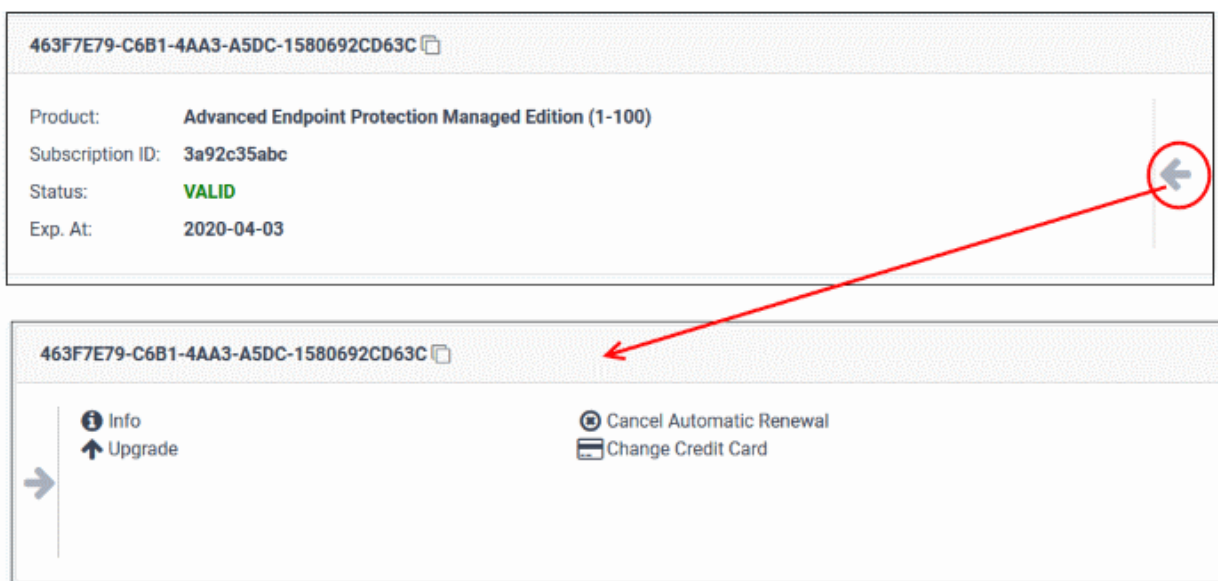 463F7E79-C6B1-4AA3-A5DC-1580692CD63C
Product: Advanced Endpoint Protection Managed Edition (1-100)
Subscription ID: 3a92c35abc
Status: VALID
Exp. At: 2020-04-03
463F7E79-C6B1-4AA3-A5DC-1580692CD63C
Info Cancel Automatic Renewal
Upgrade Change Credit Card